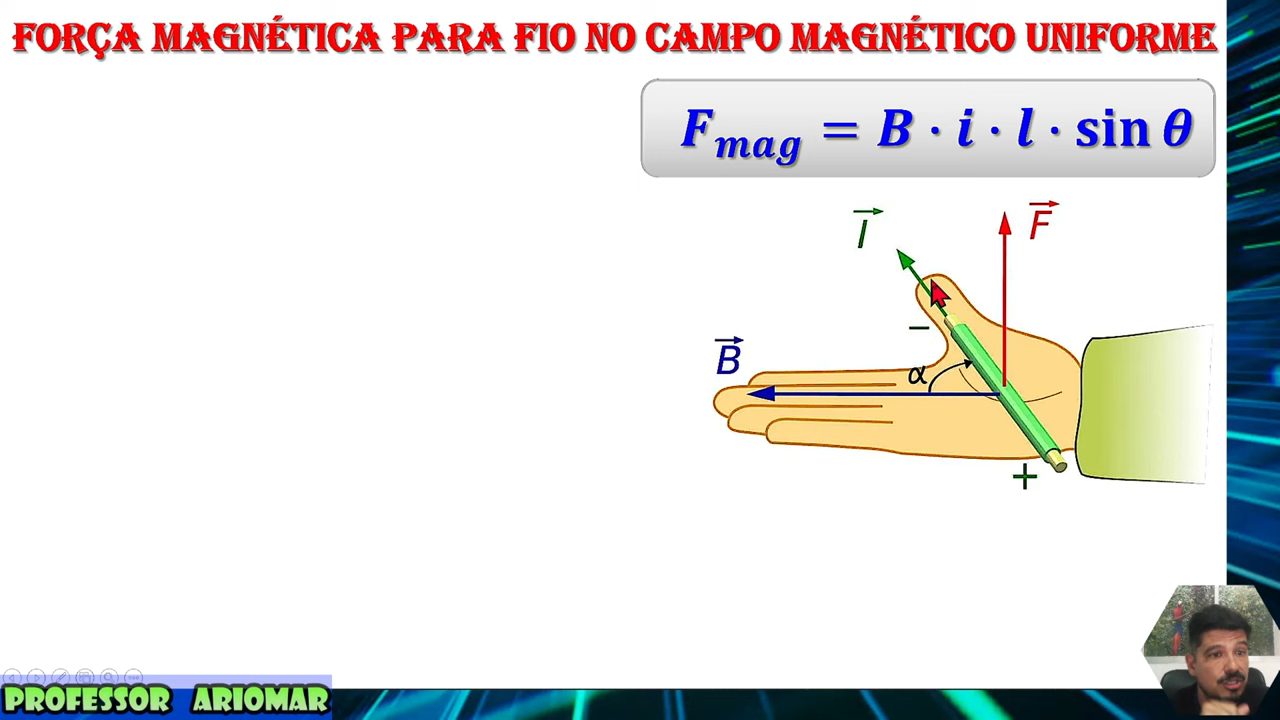 FORÇA MAGNÉTICA PARA FIO NO CAMPO MAGNÉTICO UNIFORME
F_mag = B · i · l · sin θ
I
F
B
−
α
+
PROFESSOR ARIOMAR